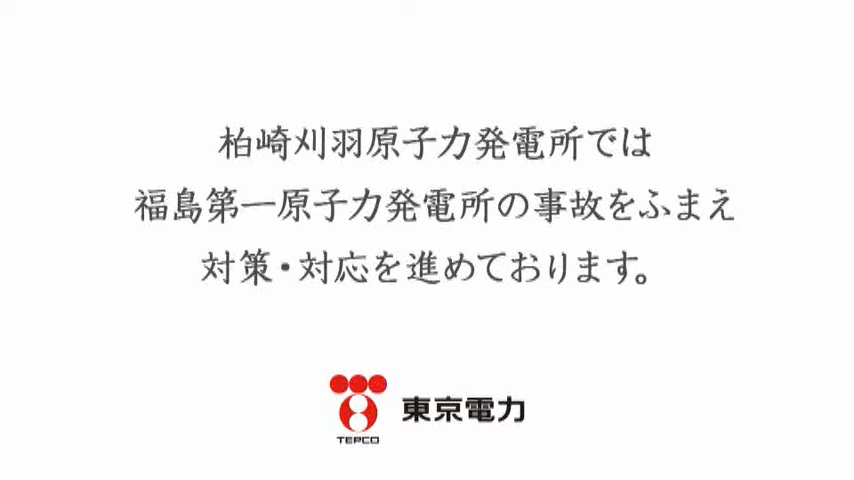 柏崎刈羽原子力発電所では
福島第一原子力発電所の事故をふまえ
対策・対応を進めております。
TEPCO
東京電力